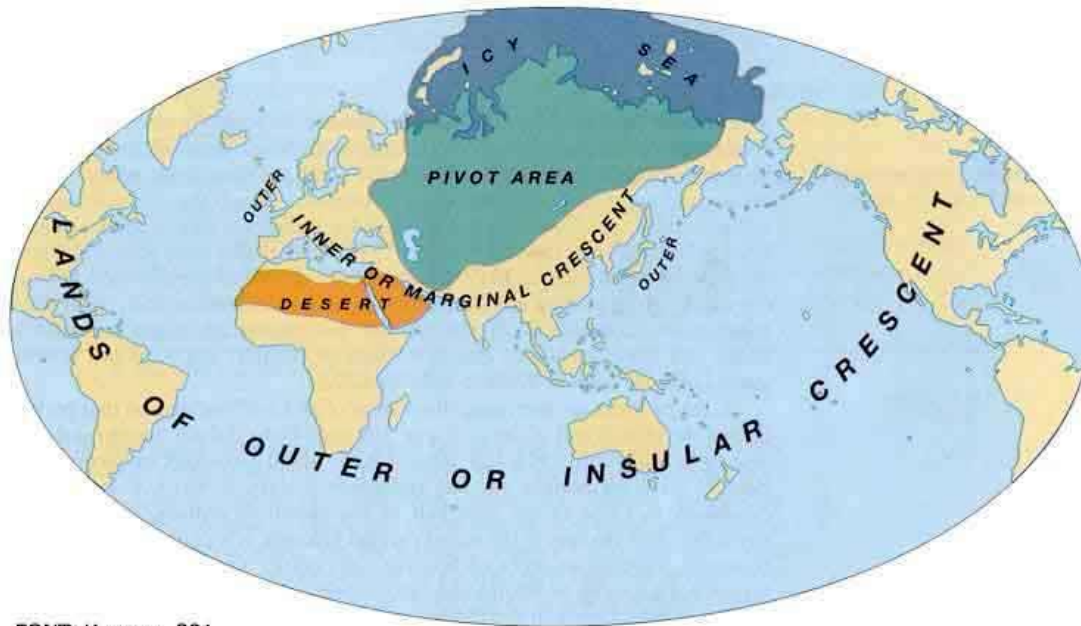 ICY SEA
PIVOT AREA
OUTER
INNER OR MARGINAL CRESCENT
OUTER
DESERT
LANDS OF OUTER OR INSULAR CRESCENT